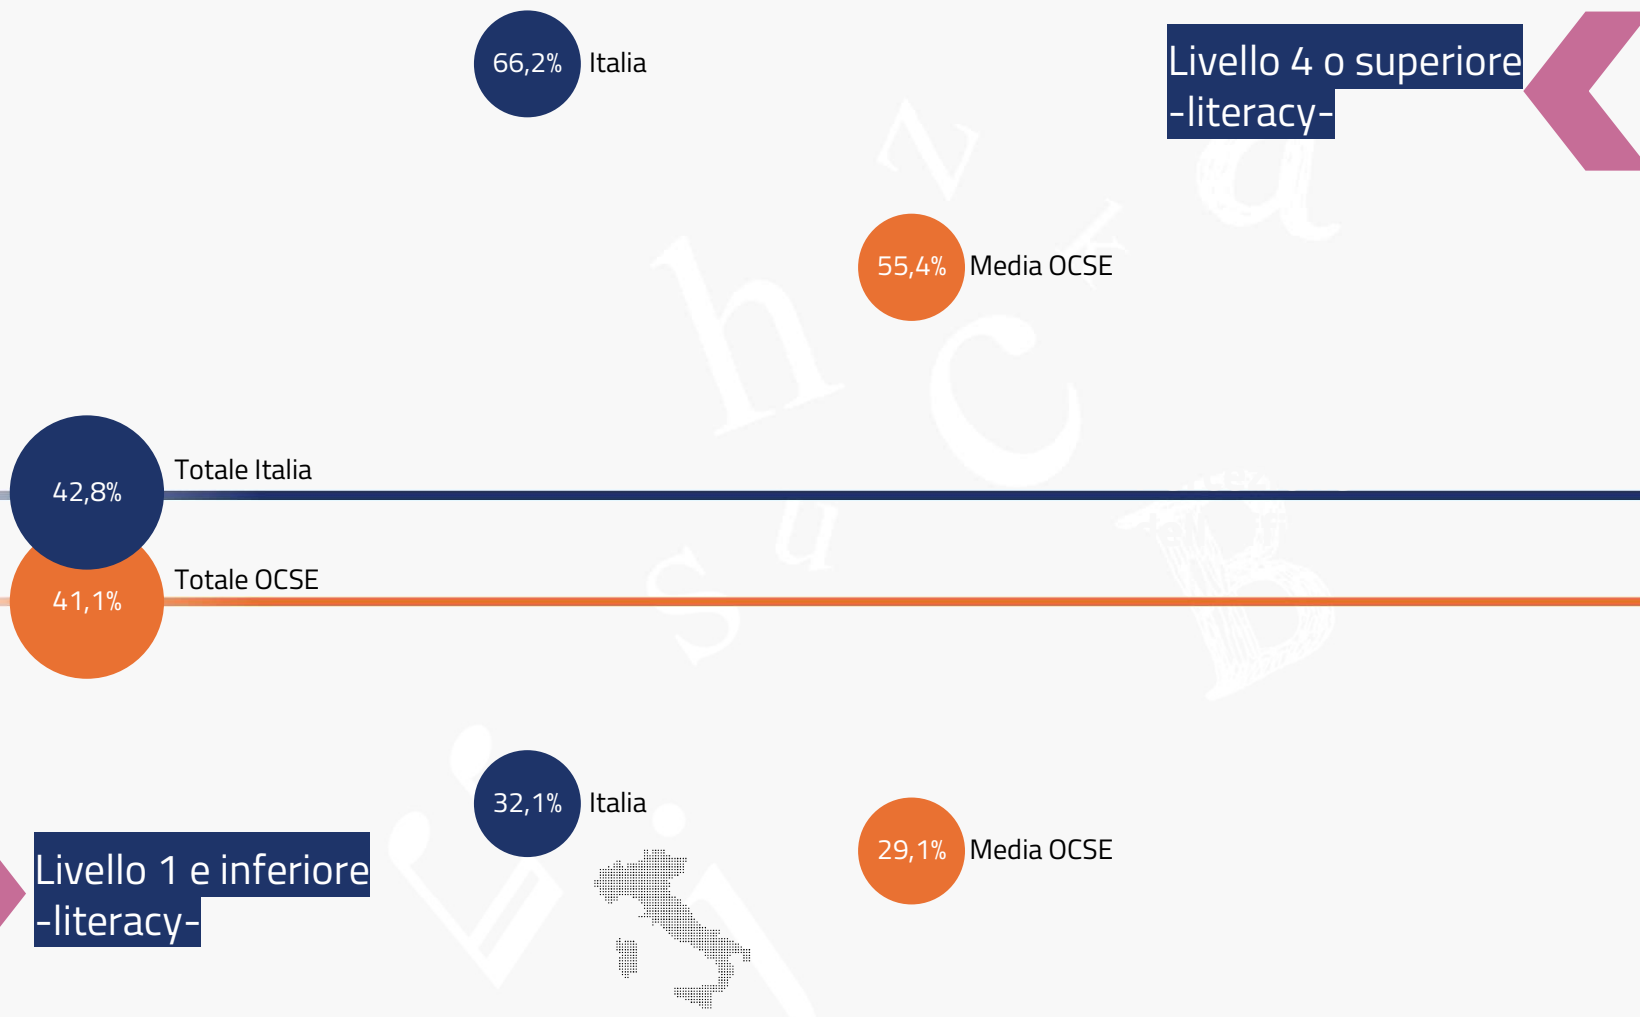 66,2% Italia
Livello 4 o superiore
-literacy-
55,4% Media OCSE
Totale Italia
42,8%
Totale OCSE
41,1%
32,1% Italia
29,1% Media OCSE
Livello 1 e inferiore
-literacy-